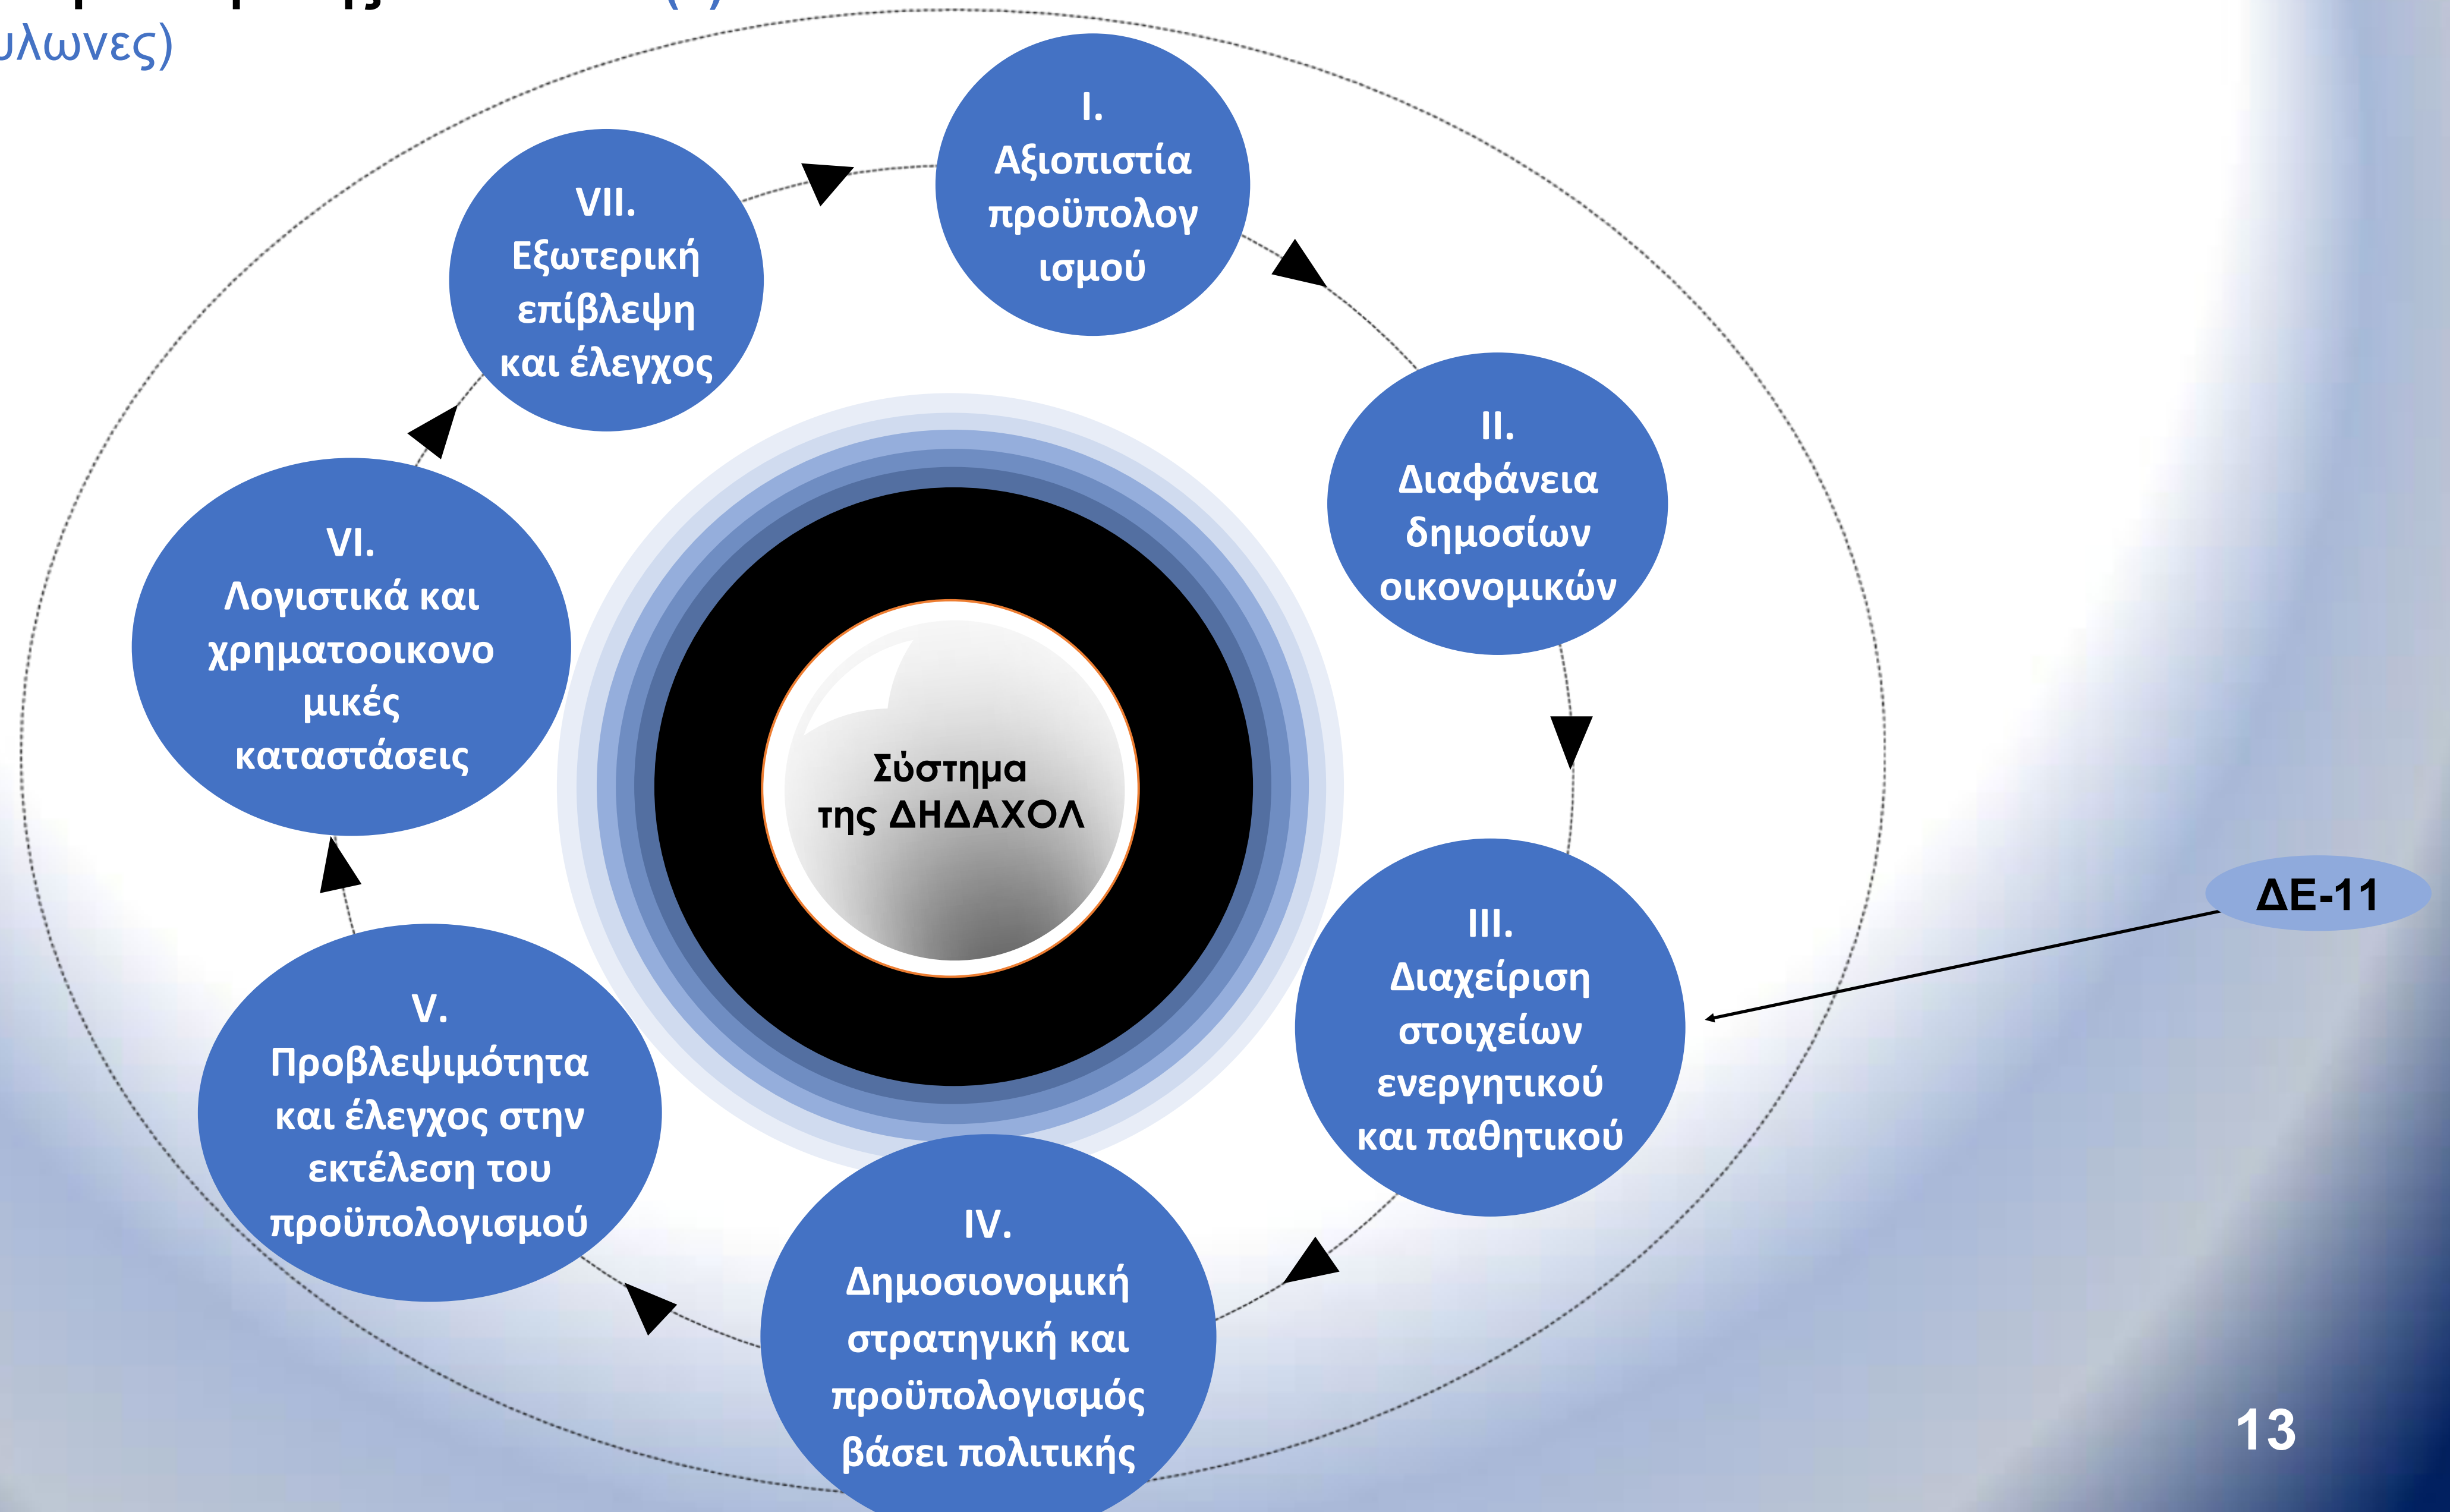 υλωνες)
I.
Αξιοπιστία
προϋπολογ
ισμού
II.
Διαφάνεια
δημοσίων
οικονομικών
III.
Διαχείριση
στοιχείων
ενεργητικού
και παθητικού
ΔΕ-11
IV.
Δημοσιονομική
στρατηγική και
προϋπολογισμός
βάσει πολιτικής
V.
Προβλεψιμότητα
και έλεγχος στην
εκτέλεση του
προϋπολογισμού
VI.
Λογιστικά και
χρηματοοικονο
μικές
καταστάσεις
VII.
Εξωτερική
επίβλεψη
και έλεγχος
Σύστημα
της ΔΗΔΑΧΟΛ
13